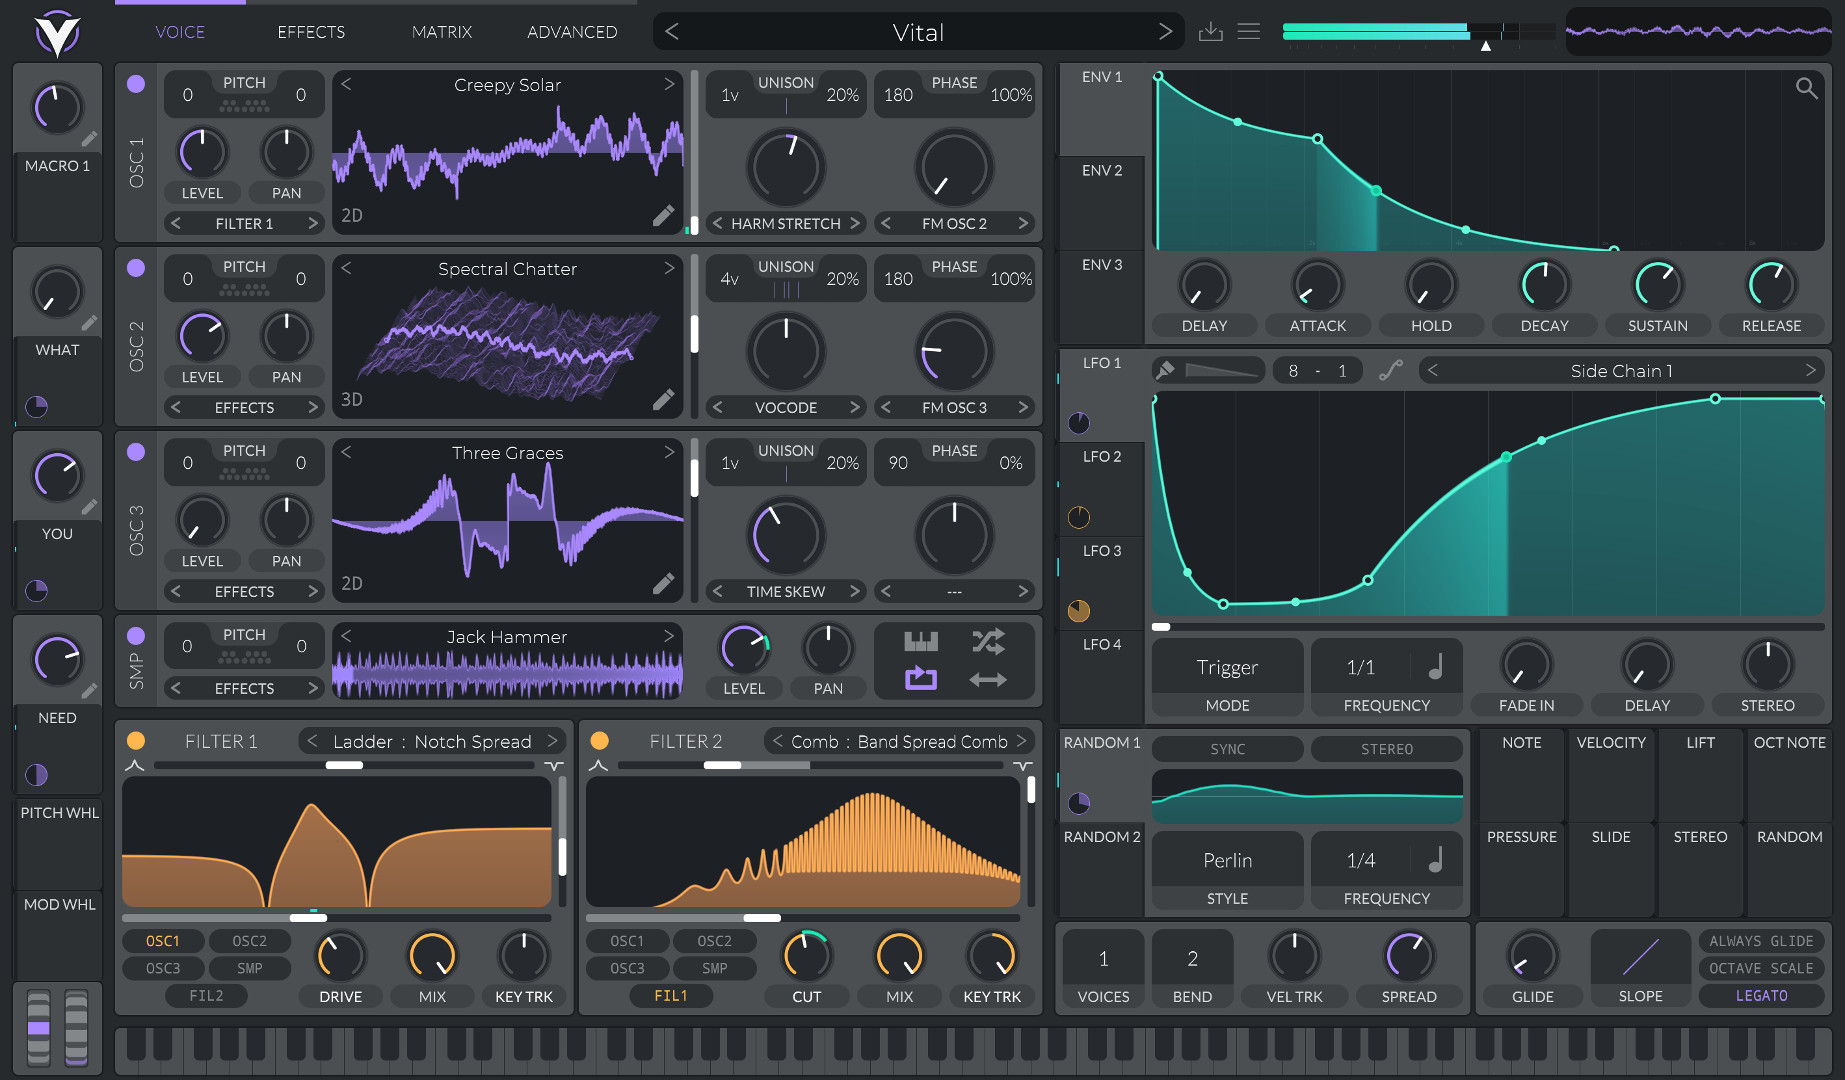 VOICE EFFECTS MATRIX ADVANCED
Vital
MACRO 1
WHAT
YOU
NEED
PITCH WHL
MOD WHL
OSC 1
0 PITCH 0
LEVEL PAN
FILTER 1
Creepy Solar
2D
1v UNISON 20%
180 PHASE 100%
HARM STRETCH
FM OSC 2
OSC 2
0 PITCH 0
LEVEL PAN
EFFECTS
Spectral Chatter
3D
4v UNISON 20%
180 PHASE 100%
VOCODE
FM OSC 3
OSC 3
0 PITCH 0
LEVEL PAN
EFFECTS
Three Graces
2D
1v UNISON 20%
90 PHASE 0%
TIME SKEW
---
SMP
0 PITCH 0
EFFECTS
Jack Hammer
LEVEL PAN
FILTER 1
Ladder : Notch Spread
OSC1 OSC2
OSC3 SMP
FIL2
DRIVE MIX KEY TRK
FILTER 2
Comb : Band Spread Comb
OSC1 OSC2
OSC3 SMP
FIL1
CUT MIX KEY TRK
ENV 1
ENV 2
ENV 3
DELAY ATTACK HOLD DECAY SUSTAIN RELEASE
LFO 1
LFO 2
LFO 3
LFO 4
8 - 1
Side Chain 1
Trigger
MODE
1/1
FREQUENCY
FADE IN DELAY STEREO
RANDOM 1
RANDOM 2
SYNC STEREO
Perlin
STYLE
1/4
FREQUENCY
NOTE VELOCITY LIFT OCT NOTE
PRESSURE SLIDE STEREO RANDOM
1
VOICES
2
BEND
VEL TRK SPREAD
GLIDE SLOPE
ALWAYS GLIDE
OCTAVE SCALE
LEGATO